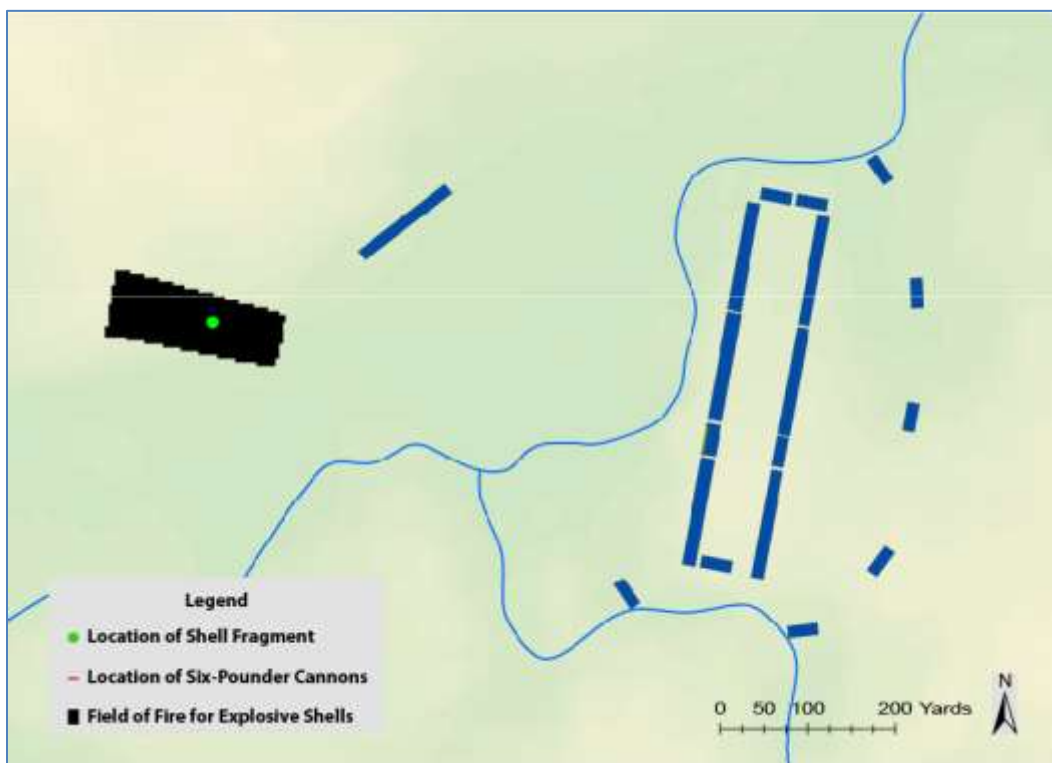 Legend
Location of Shell Fragment
Location of Six-Pounder Cannons
Field of Fire for Explosive Shells
N
0 50 100 200 Yards